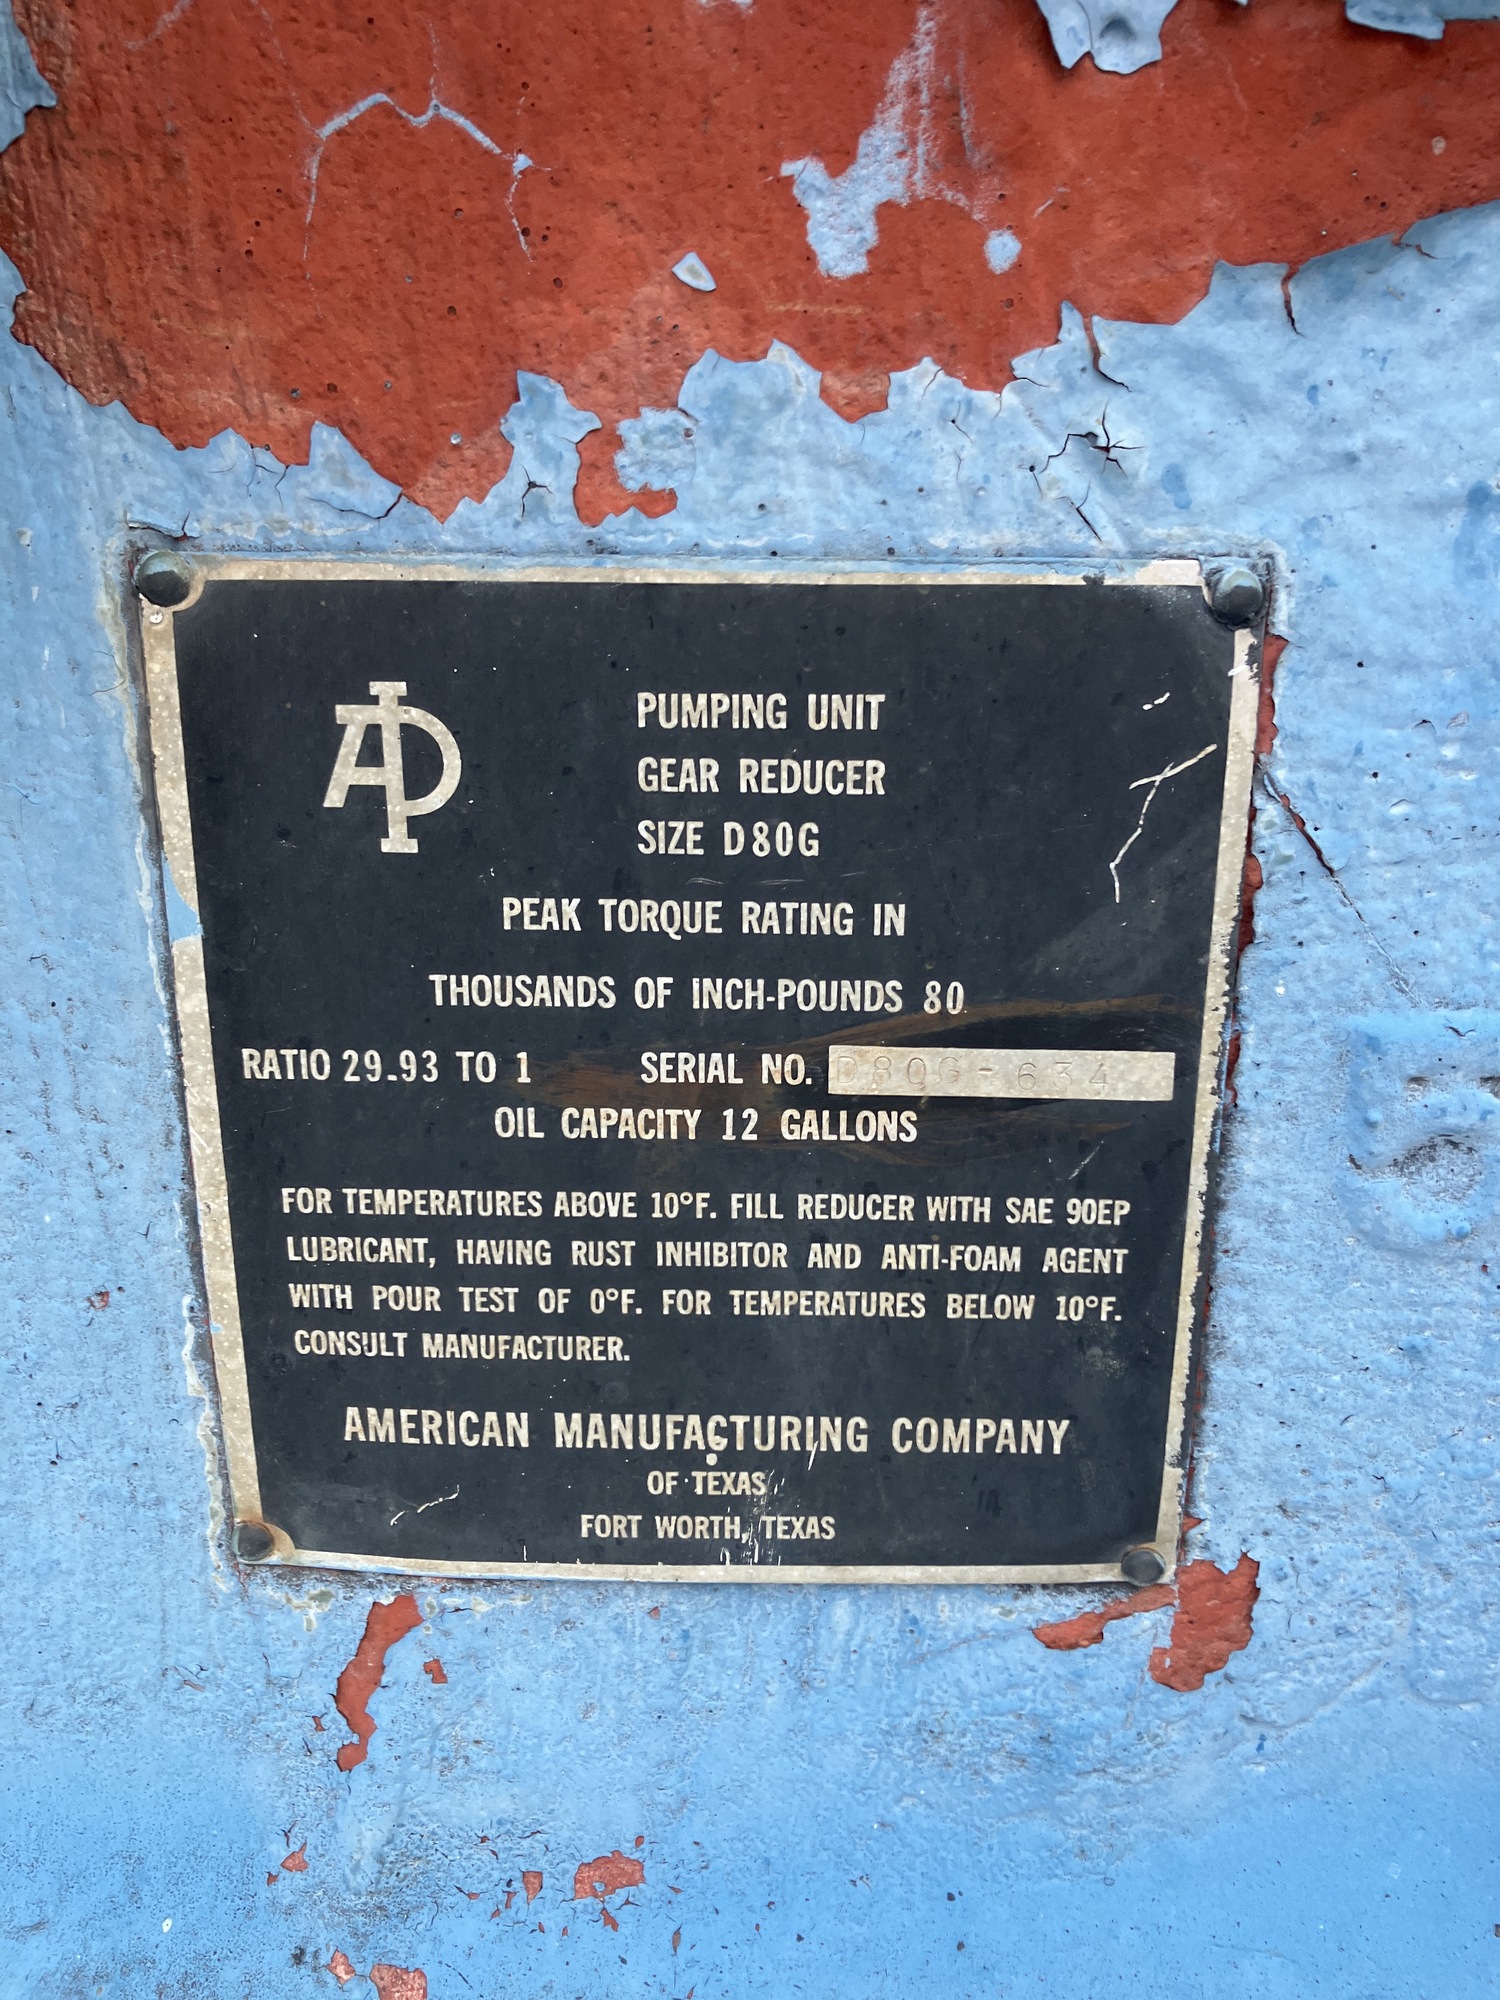 PUMPING UNIT
GEAR REDUCER
SIZE D80G
PEAK TORQUE RATING IN
THOUSANDS OF INCH-POUNDS 80
RATIO 29.93 TO 1 SERIAL NO. D80G-634
OIL CAPACITY 12 GALLONS
FOR TEMPERATURES ABOVE 10°F. FILL REDUCER WITH SAE 90EP
LUBRICANT, HAVING RUST INHIBITOR AND ANTI-FOAM AGENT
WITH POUR TEST OF 0°F. FOR TEMPERATURES BELOW 10°F.
CONSULT MANUFACTURER.
AMERICAN MANUFACTURING COMPANY
OF TEXAS
FORT WORTH, TEXAS